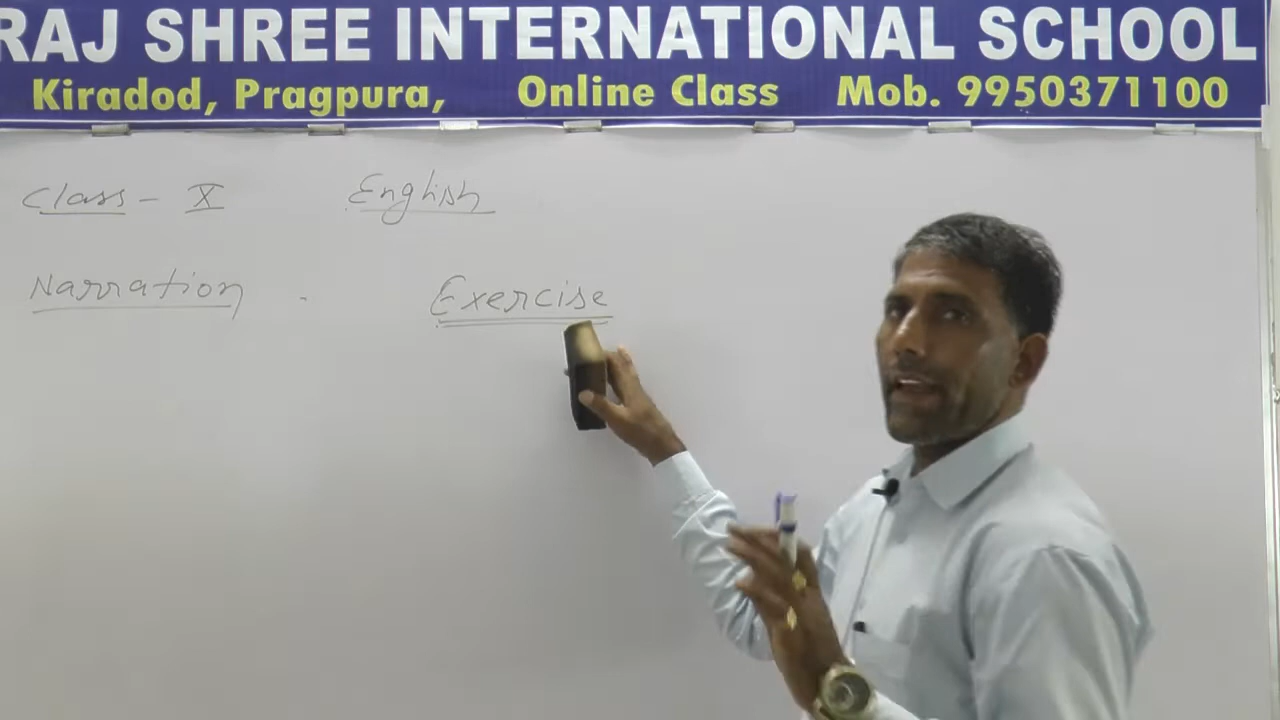 RAJ SHREE INTERNATIONAL SCHOOL
Kiradod, Pragpura, Online Class Mob. 9950371100
Class - X English
Narration Exercise